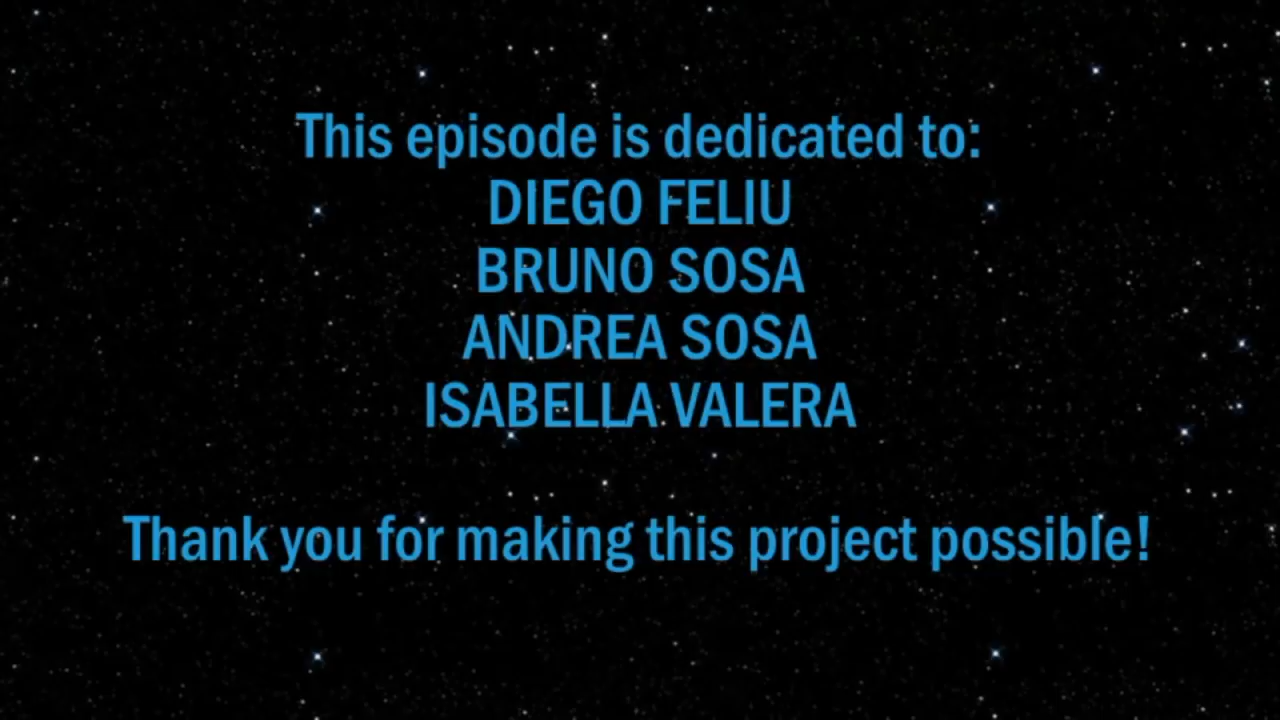 This episode is dedicated to:
DIEGO FELIU
BRUNO SOSA
ANDREA SOSA
ISABELLA VALERA
Thank you for making this project possible!